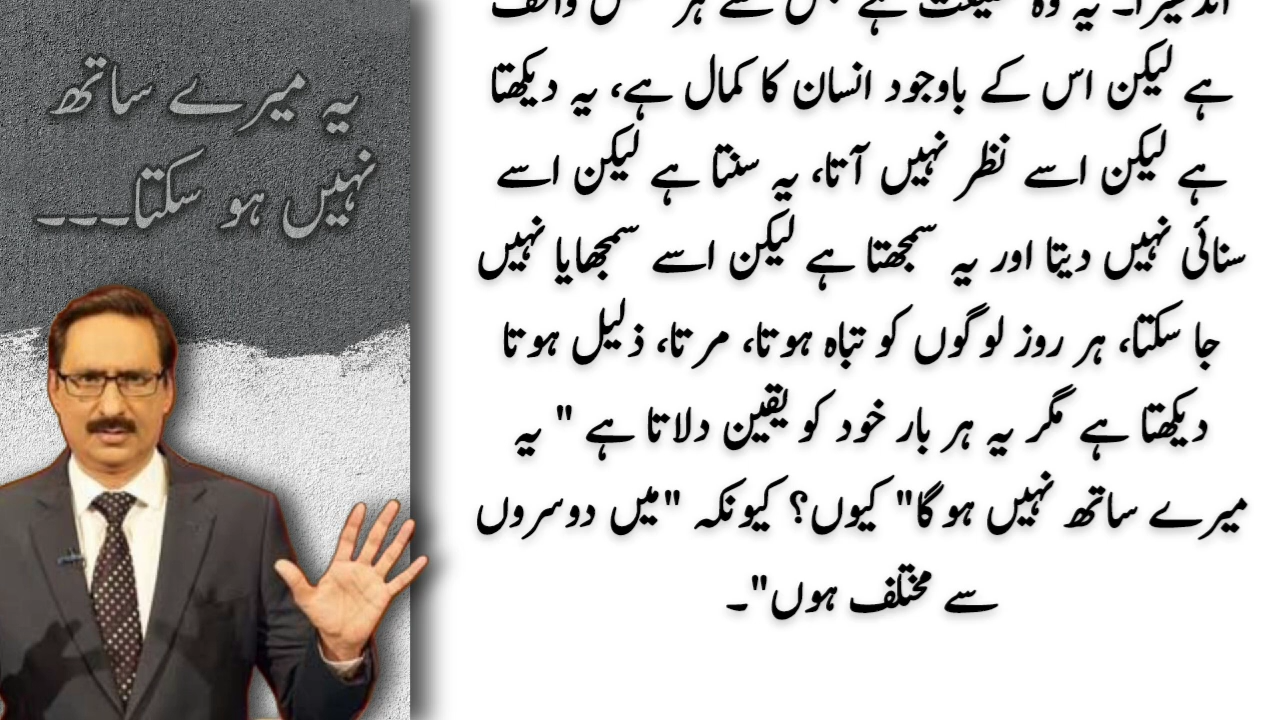 یہ میرے ساتھ
نہیں ہو سکتا۔۔۔
ہے لیکن اس کے باوجود انسان کا کمال ہے، یہ دیکھتا
ہے لیکن اسے نظر نہیں آتا، یہ سنتا ہے لیکن اسے
سنائی نہیں دیتا اور یہ سمجھتا ہے لیکن اسے سمجھایا نہیں
جا سکتا، ہر روز لوگوں کو تباہ ہوتا، مرتا، ذلیل ہوتا
دیکھتا ہے مگر یہ ہر بار خود کو یقین دلاتا ہے " یہ
میرے ساتھ نہیں ہو گا" کیوں؟ کیونکہ "میں دوسروں
سے مختلف ہوں"۔